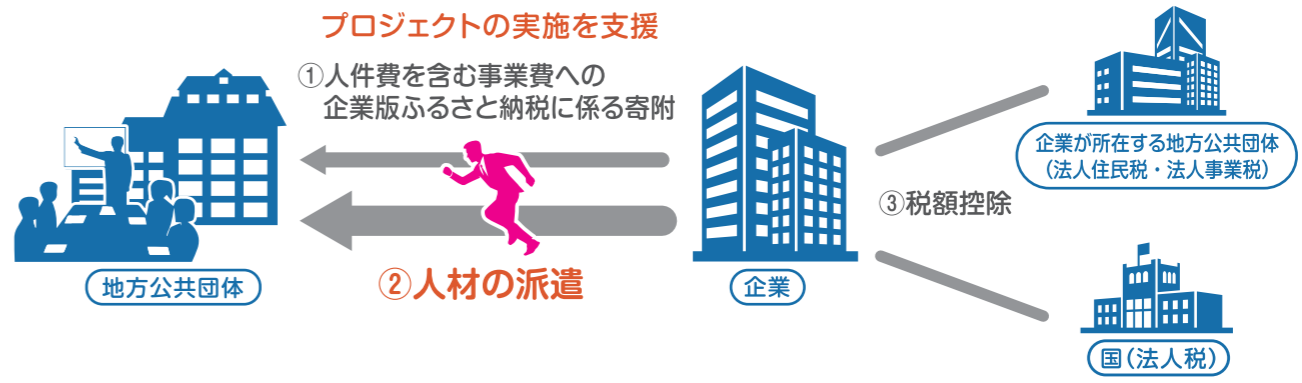 プロジェクトの実施を支援
①人件費を含む事業費への
企業版ふるさと納税に係る寄附
②人材の派遣
地方公共団体
企業
③税額控除
企業が所在する地方公共団体
（法人住民税・法人事業税）
国（法人税）